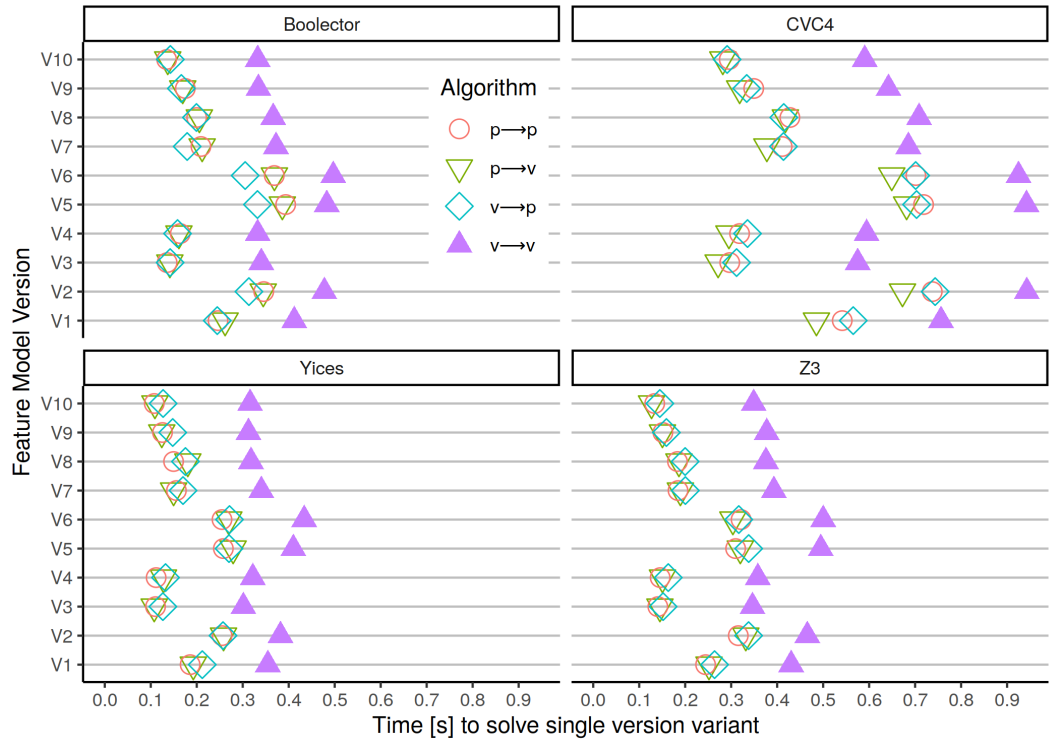 Boolector
CVC4
V10
V9
V8
V7
V6
V5
V4
V3
V2
V1
Algorithm
p⟶p
p⟶v
v⟶p
v⟶v
Feature Model Version
Yices
Z3
V10
V9
V8
V7
V6
V5
V4
V3
V2
V1
0.0 0.1 0.2 0.3 0.4 0.5 0.6 0.7 0.8 0.9
0.0 0.1 0.2 0.3 0.4 0.5 0.6 0.7 0.8 0.9
Time [s] to solve single version variant